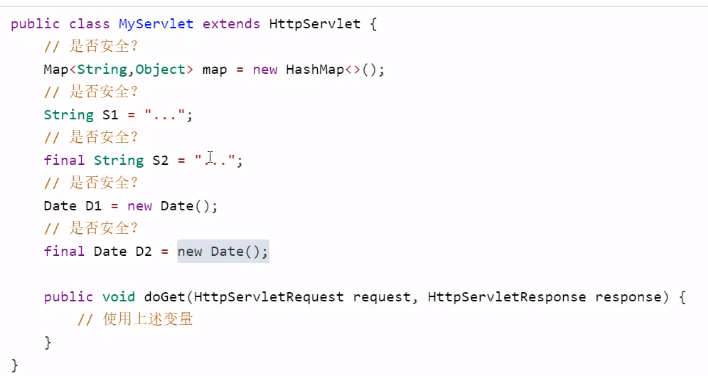 public class MyServlet extends HttpServlet {
// 是否安全?
Map<String,Object> map = new HashMap<>();
// 是否安全?
String S1 = "...";
// 是否安全?
final String S2 = "...";
// 是否安全?
Date D1 = new Date();
// 是否安全?
final Date D2 = new Date();
public void doGet(HttpServletRequest request, HttpServletResponse response) {
// 使用上述变量
}
}